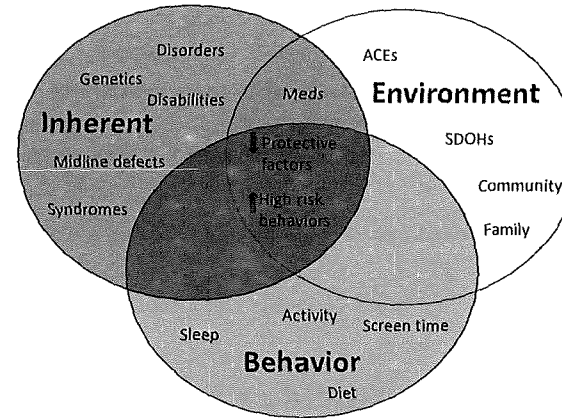 Disorders
ACEs
Genetics
Disabilities
Meds
Environment
Inherent
Protective
factors
SDOHs
Midline defects
Community
High risk
behaviors
Syndromes
Family
Activity
Screen time
Sleep
Behavior
Diet